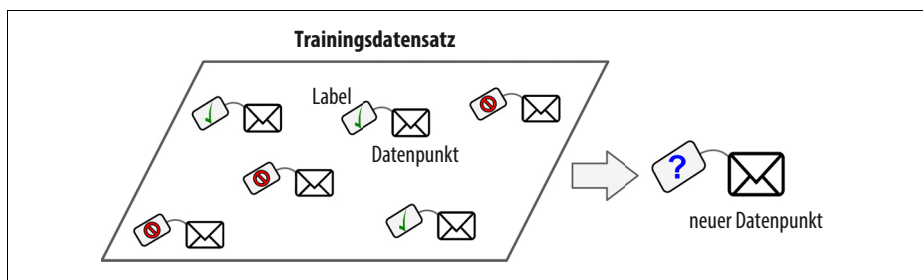 Trainingsdatensatz
Label
Datenpunkt
?
neuer Datenpunkt